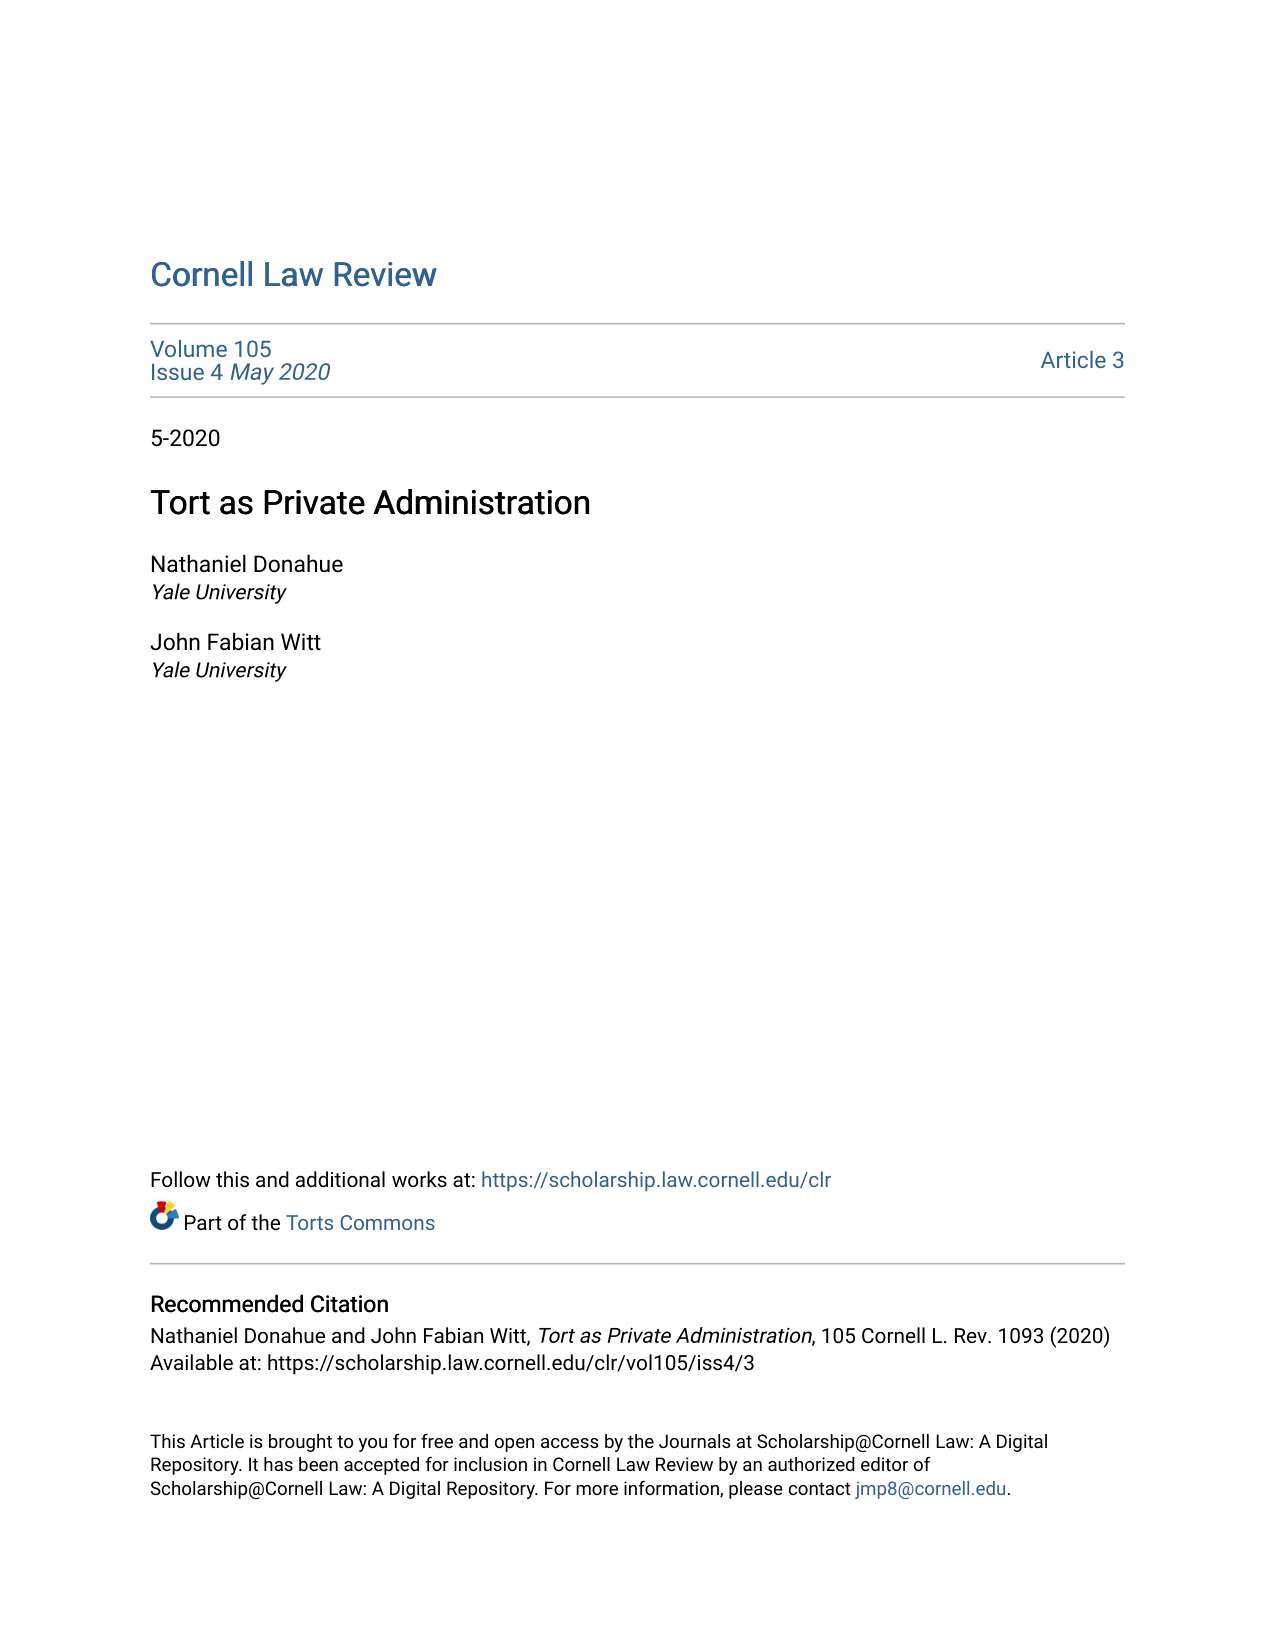 Cornell Law Review
Volume 105
Issue 4 May 2020
Article 3
5-2020
Tort as Private Administration
Nathaniel Donahue
Yale University
John Fabian Witt
Yale University
Follow this and additional works at: https://scholarship.law.cornell.edu/clr
Part of the Torts Commons
Recommended Citation
Nathaniel Donahue and John Fabian Witt, Tort as Private Administration, 105 Cornell L. Rev. 1093 (2020)
Available at: https://scholarship.law.cornell.edu/clr/vol105/iss4/3
This Article is brought to you for free and open access by the Journals at Scholarship@Cornell Law: A Digital
Repository. It has been accepted for inclusion in Cornell Law Review by an authorized editor of
Scholarship@Cornell Law: A Digital Repository. For more information, please contact jmp8@cornell.edu.